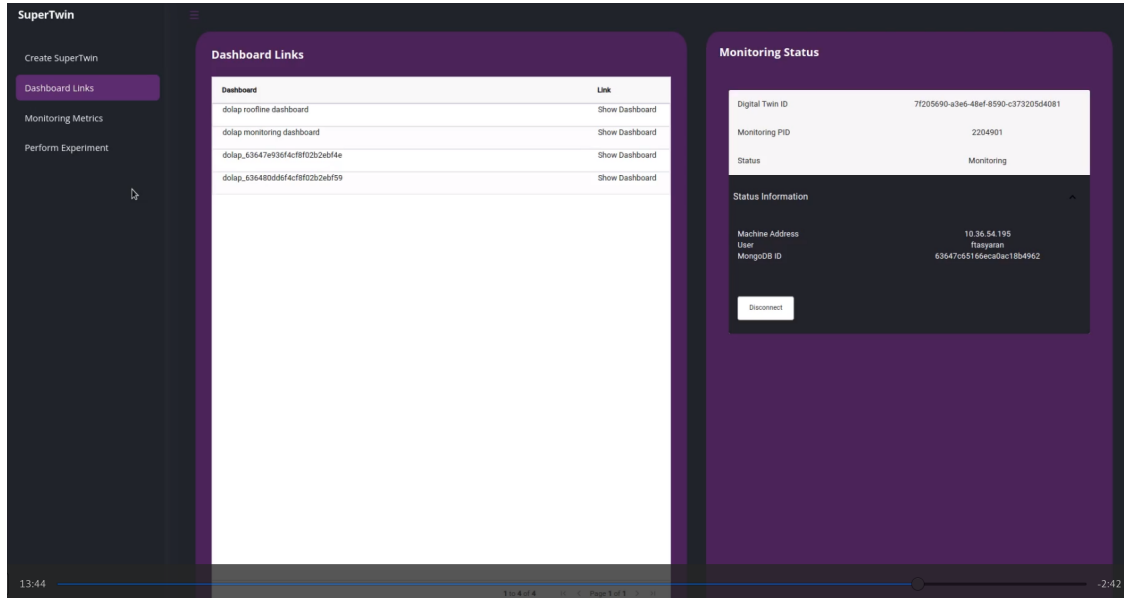 SuperTwin
Create SuperTwin
Dashboard Links
Monitoring Metrics
Perform Experiment
Dashboard Links
Dashboard Link
dolap roofline dashboard Show Dashboard
dolap monitoring dashboard Show Dashboard
dolap_63647e936f4cf8f02b2ebf4e Show Dashboard
dolap_636480dd6f4cf8f02b2ebf59 Show Dashboard
1 to 4 of 4 Page 1 of 1
Monitoring Status
Digital Twin ID 7f205690-a3e6-48ef-8590-c373205d4081
Monitoring PID 2204901
Status Monitoring
Status Information
Machine Address 10.36.54.195
User ftasyaran
MongoDB ID 63647c65166eca0ac18b4962
Disconnect
13:44 -2:42